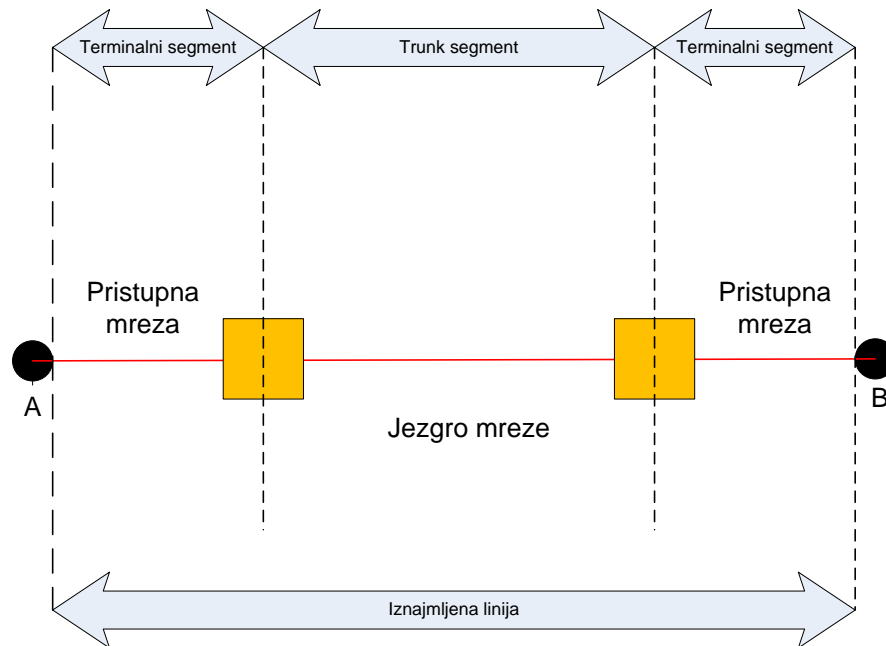 Terminalni segment
Trunk segment
Terminalni segment
Pristupna
mreza
Pristupna
mreza
A
B
Jezgro mreze
Iznajmljena linija